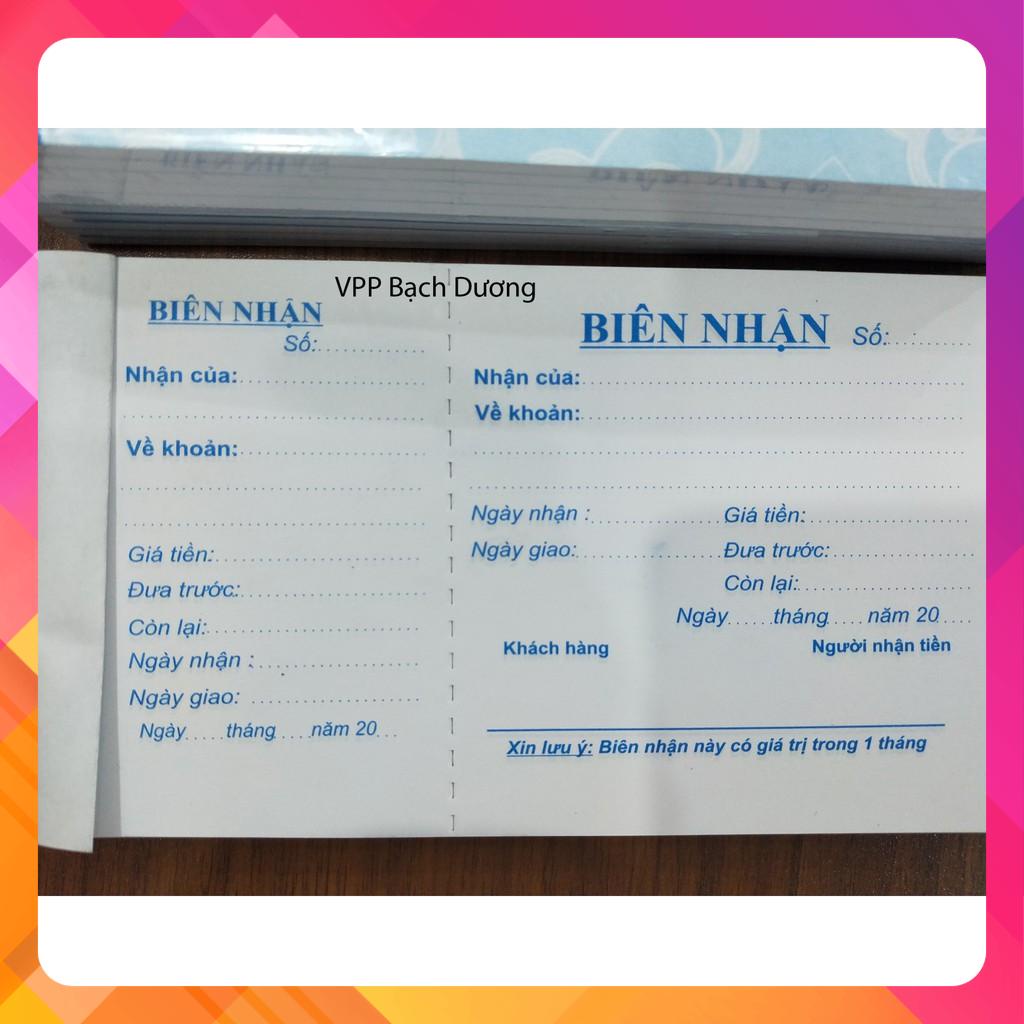 VPP Bạch Dương
BIÊN NHẬN
Số:..............
Nhận của:..............................
..............................
Về khoản:..............................
..............................
..............................
Giá tiền:..............................
Đưa trước:..............................
Còn lại:..............................
Ngày nhận :..............................
Ngày giao: ..............................
Ngày.....tháng.....năm 20...
BIÊN NHẬN Số:..............
Nhận của:............................................................
Về khoản:............................................................
............................................................
............................................................
Ngày nhận :....................Giá tiền:....................
Ngày giao:....................Đưa trước:....................
Còn lại:....................
Ngày......tháng.....năm 20.....
Khách hàng Người nhận tiền
Xin lưu ý: Biên nhận này có giá trị trong 1 tháng